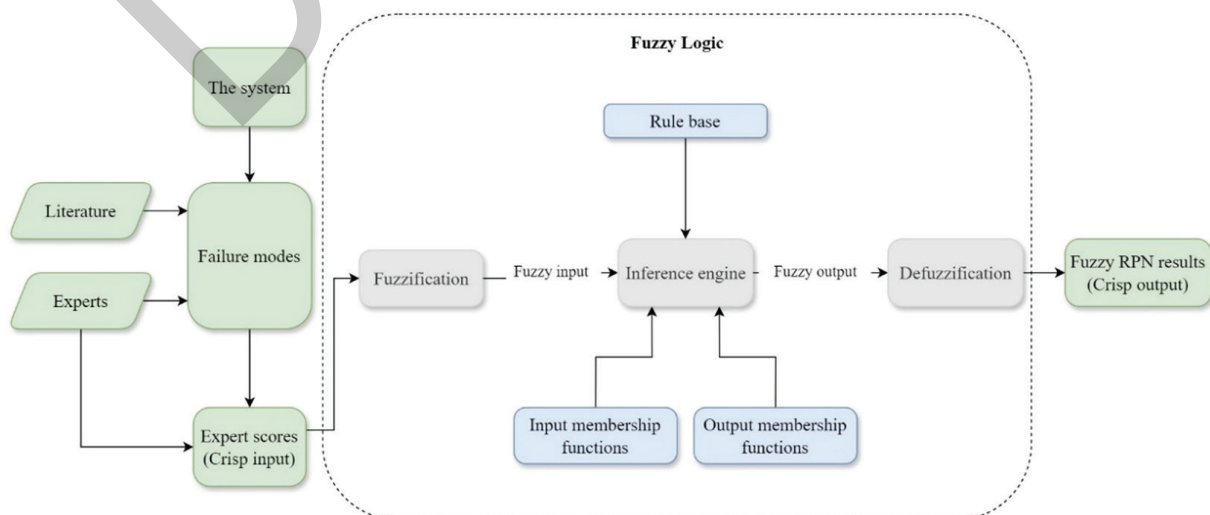 Fuzzy Logic
The system
Rule base
Literature
Failure modes
Experts
Fuzzification
Fuzzy input
Inference engine
Fuzzy output
Defuzzification
Fuzzy RPN results
(Crisp output)
Expert scores
(Crisp input)
Input membership
functions
Output membership
functions